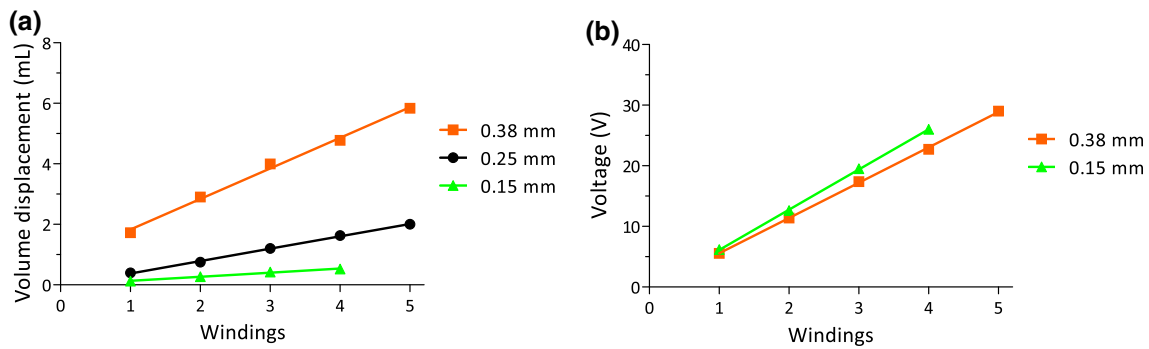 (a)
Volume displacement (mL)
8
6
4
2
0
0 1 2 3 4 5
Windings
0.38 mm
0.25 mm
0.15 mm
(b)
Voltage (V)
40
30
20
10
0
0 1 2 3 4 5
Windings
0.38 mm
0.15 mm